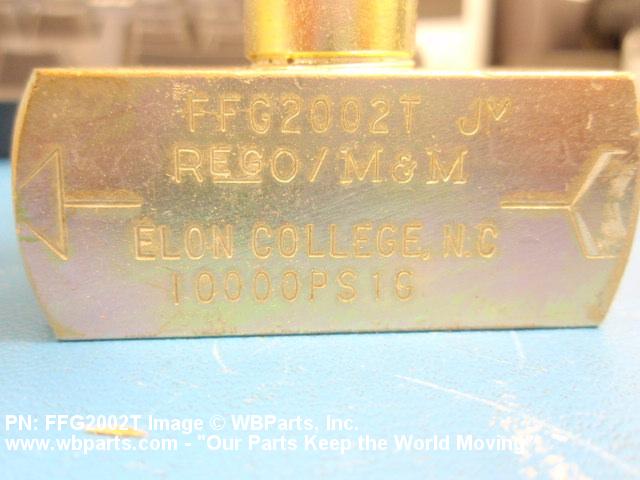 FFG2002T JM
REGO/M&M
ELON COLLEGE, N.C
10000PSIG
PN: FFG2002T Image © WBParts, Inc.
www.wbparts.com - "Our Parts Keep the World Moving"